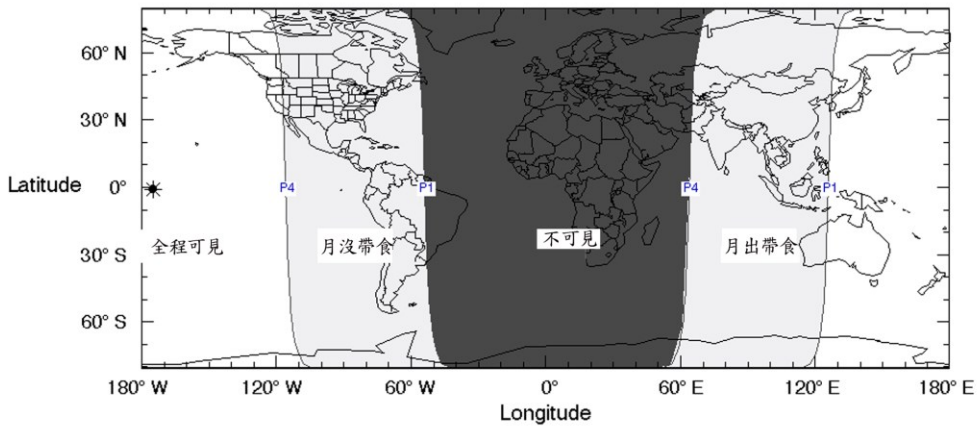 60° N
30° N
Latitude
0°
30° S
60° S
P4
P1
P4
P1
全程可見
月沒帶食
不可見
月出帶食
180° W
120° W
60° W
0°
60° E
120° E
180° E
Longitude